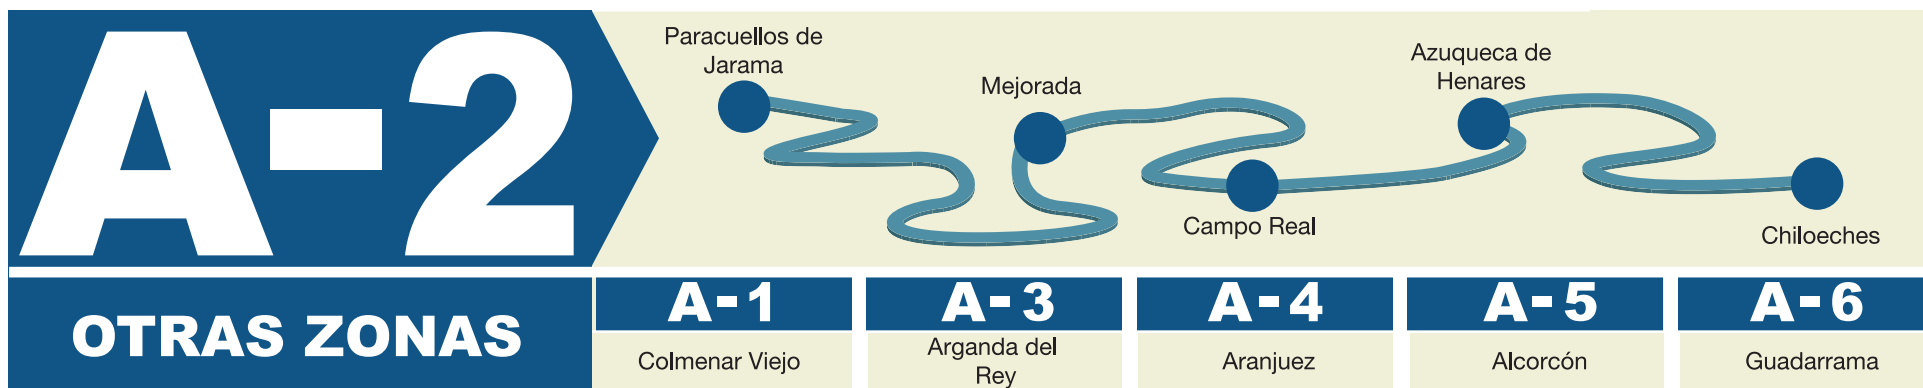 A-2
Paracuellos de
Jarama
Mejorada
Campo Real
Azuqueca de
Henares
Chiloeches
OTRAS ZONAS
A-1
Colmenar Viejo
A-3
Arganda del
Rey
A-4
Aranjuez
A-5
Alcorcón
A-6
Guadarrama